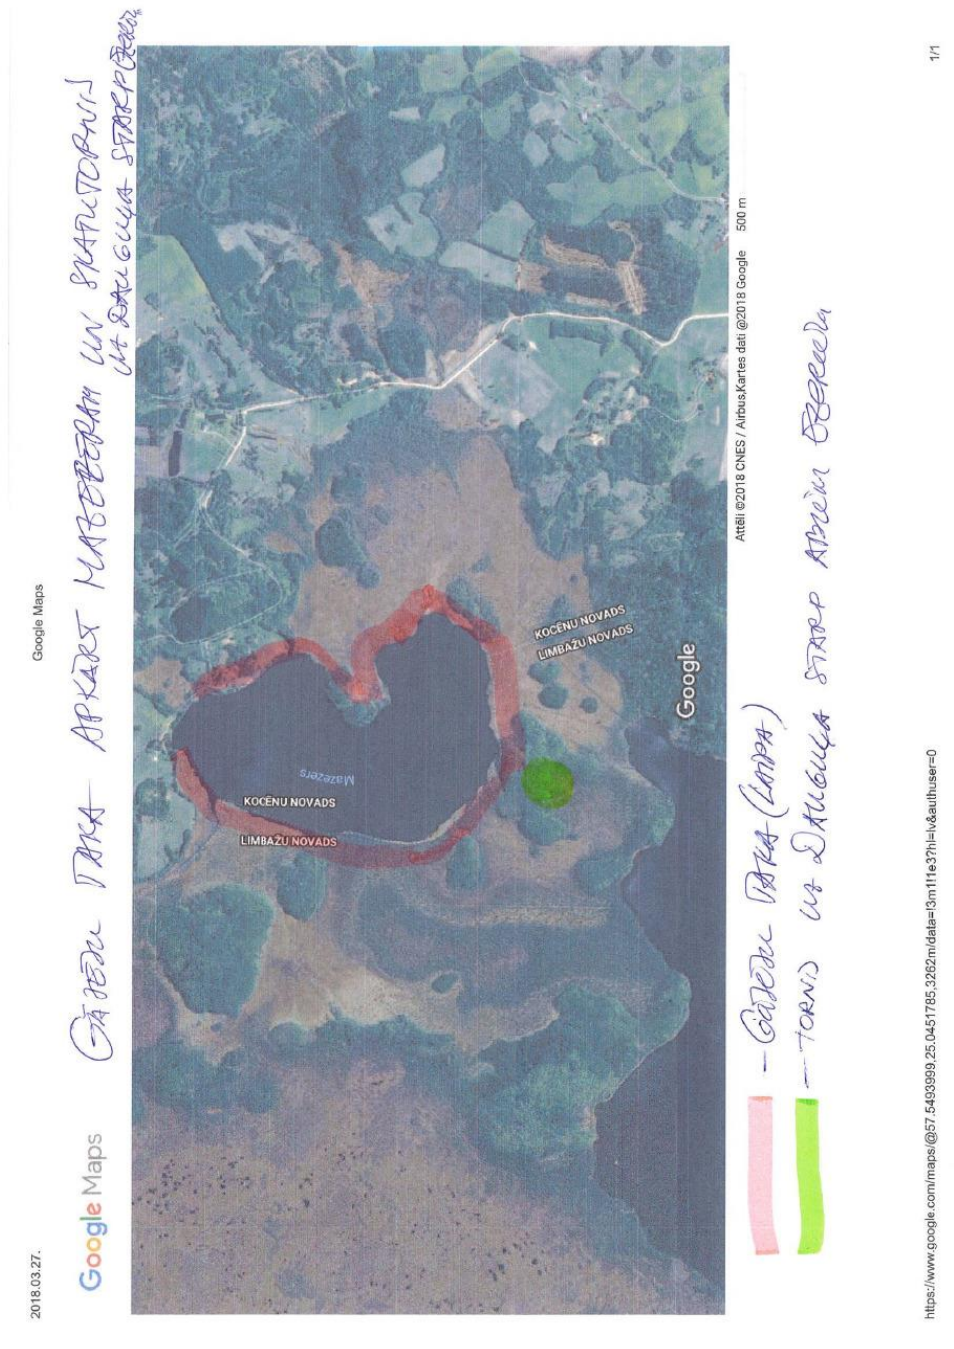 2018.03.27.
Google Maps
Google Maps
GĀJĒJU TAKA APKĀRT MAZEZERAM UN SKATUTORNIS
UZ DAUGUĻA STARP
Mazezers
KOCĒNU NOVADS
LIMBAŽU NOVADS
KOCĒNU NOVADS
LIMBAŽU NOVADS
Google
Attēli ©2018 CNES / Airbus,Kartes dati @2018 Google 500 m
- GĀJĒJU TAKA (LAIPA)
- TORNIS UZ DAUGUĻA STARP ABIEM EZERIEM
https://www.google.com/maps/@57.5493999,25.0451785,3262m/data=!3m1!1e3?hl=lv&authuser=0
1/1